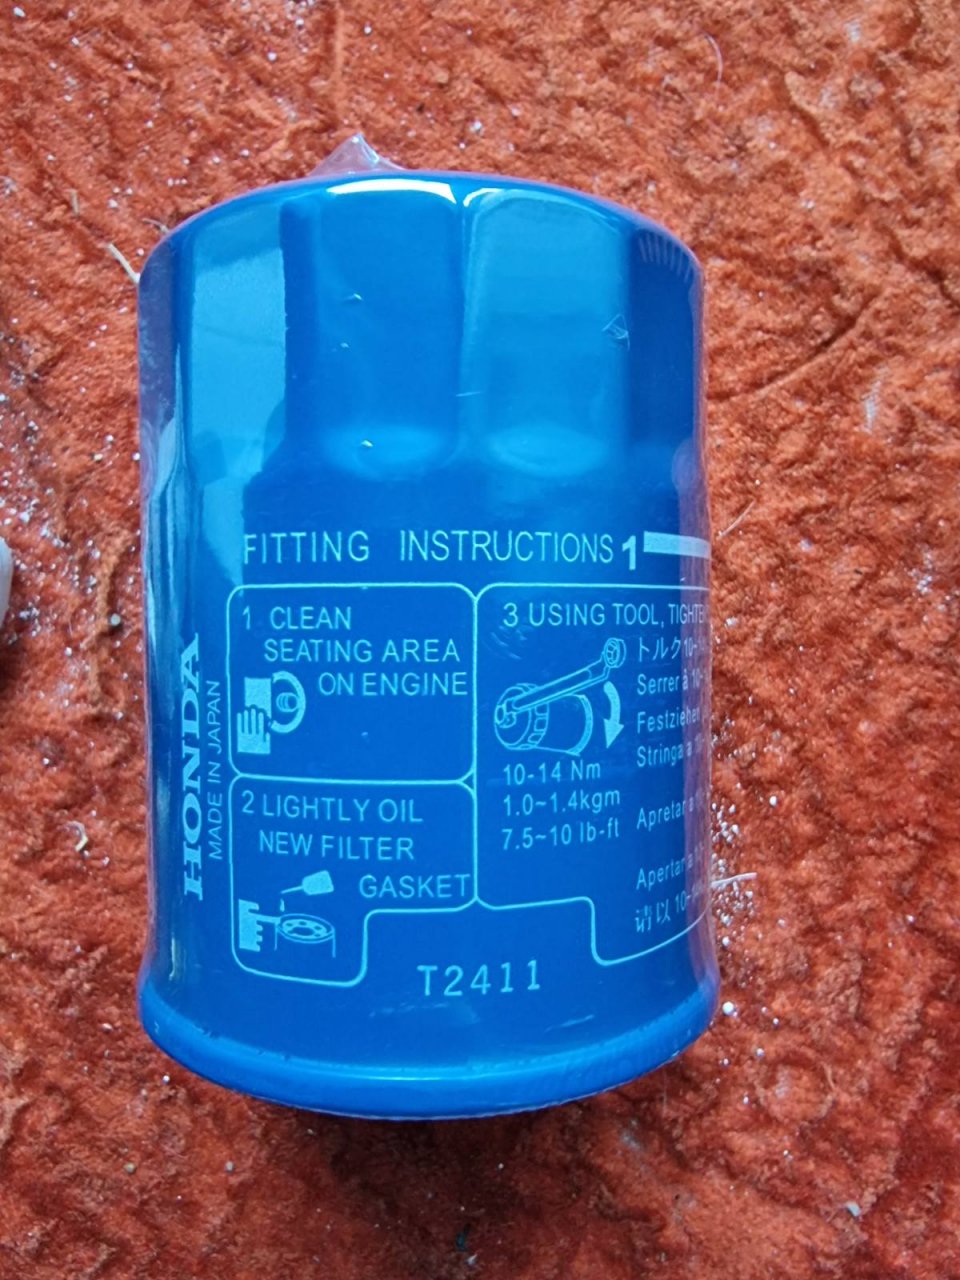 FITTING INSTRUCTIONS 1
1 CLEAN
SEATING AREA
ON ENGINE
2 LIGHTLY OIL
NEW FILTER
GASKET
3 USING TOOL, TIGHTEN
トルク10-
Serrer à 10-
Festziehen
Stringa a
Apretar a
Apertar a
请以10-
10-14 Nm
1.0~1.4kgm
7.5~10 lb-ft
HONDA
MADE IN JAPAN
T2411